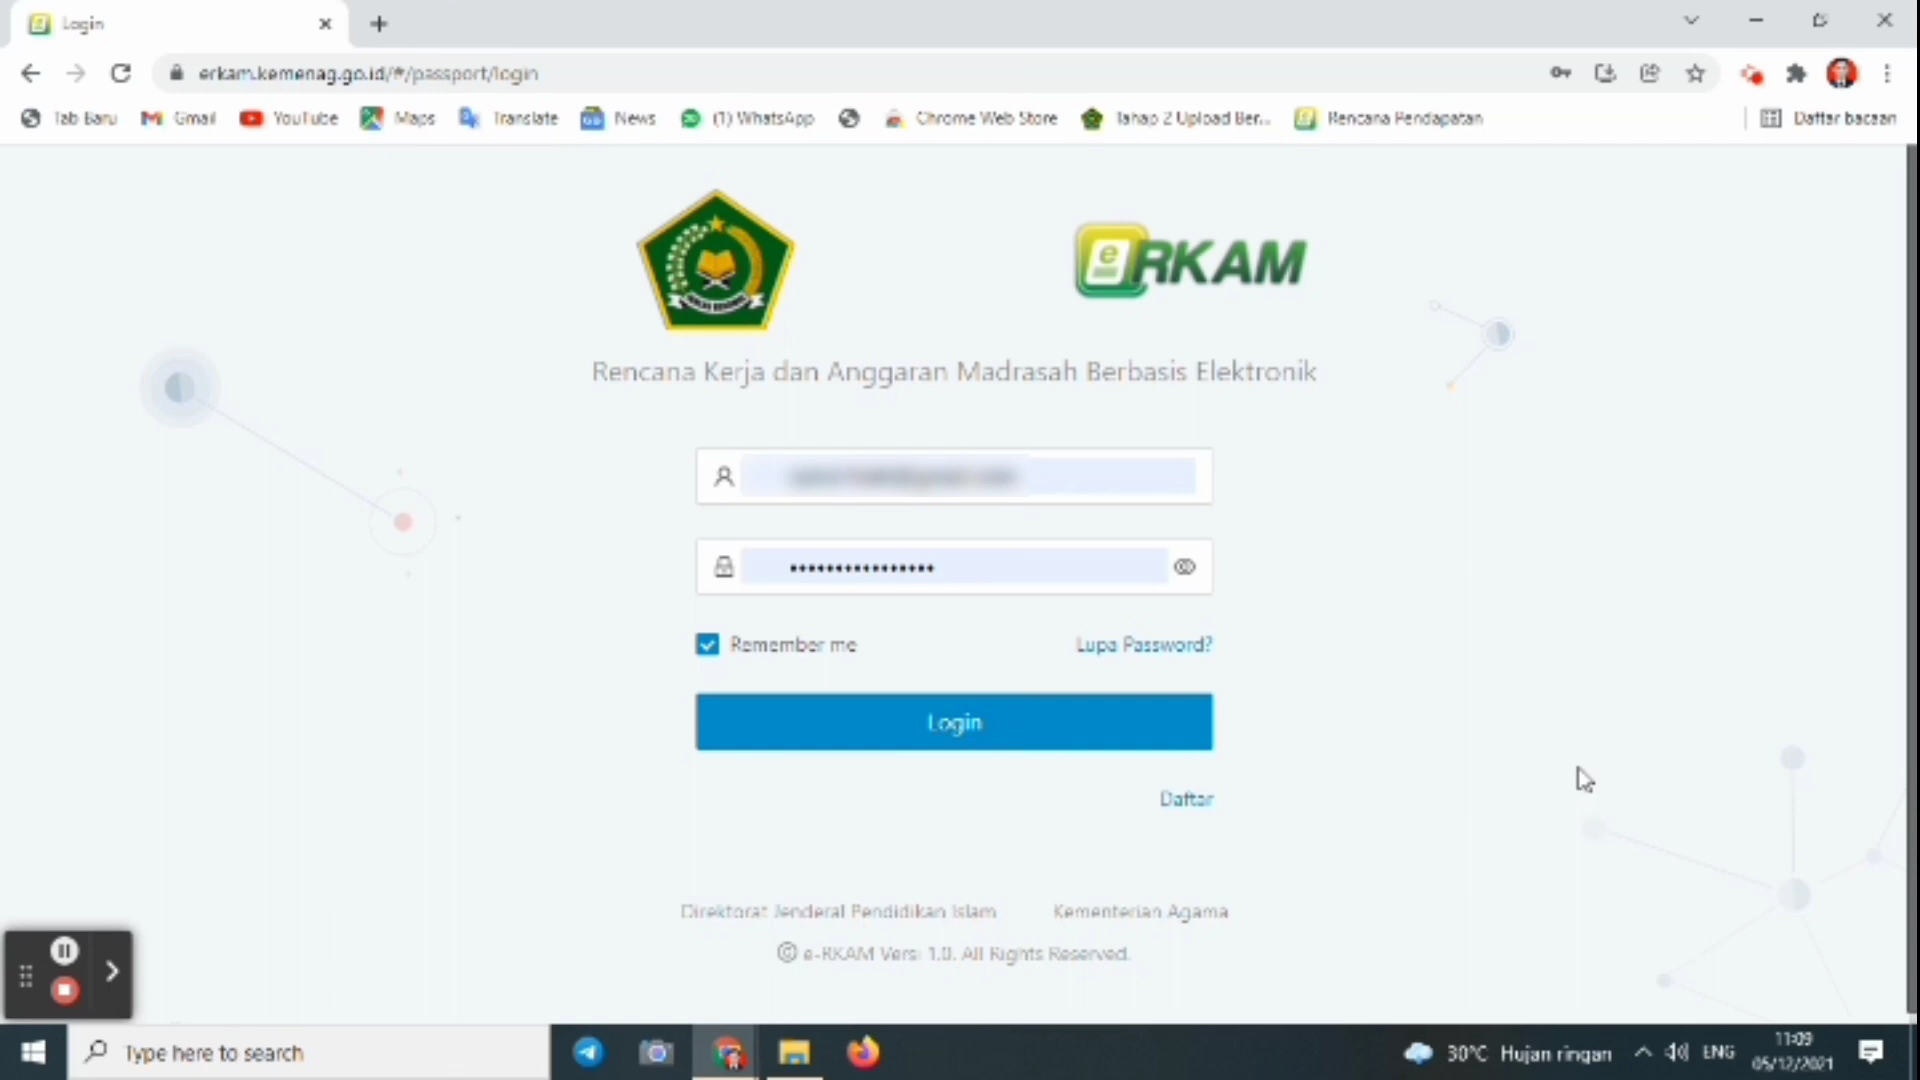 Login
erkam.kemenag.go.id/#/passport/login
Tab Baru Gmail YouTube Maps Translate News (1) WhatsApp Chrome Web Store Tahap 2 Upload Ber... Rencana Pendapatan Daftar bacaan
eRKAM
Rencana Kerja dan Anggaran Madrasah Berbasis Elektronik
••••••••••••••••
Remember me Lupa Password?
Login
Daftar
Direktorat Jenderal Pendidikan Islam Kementerian Agama
© e-RKAM Versi 1.0. All Rights Reserved.
Type here to search 30°C Hujan ringan ENG 11:09
05/12/2021